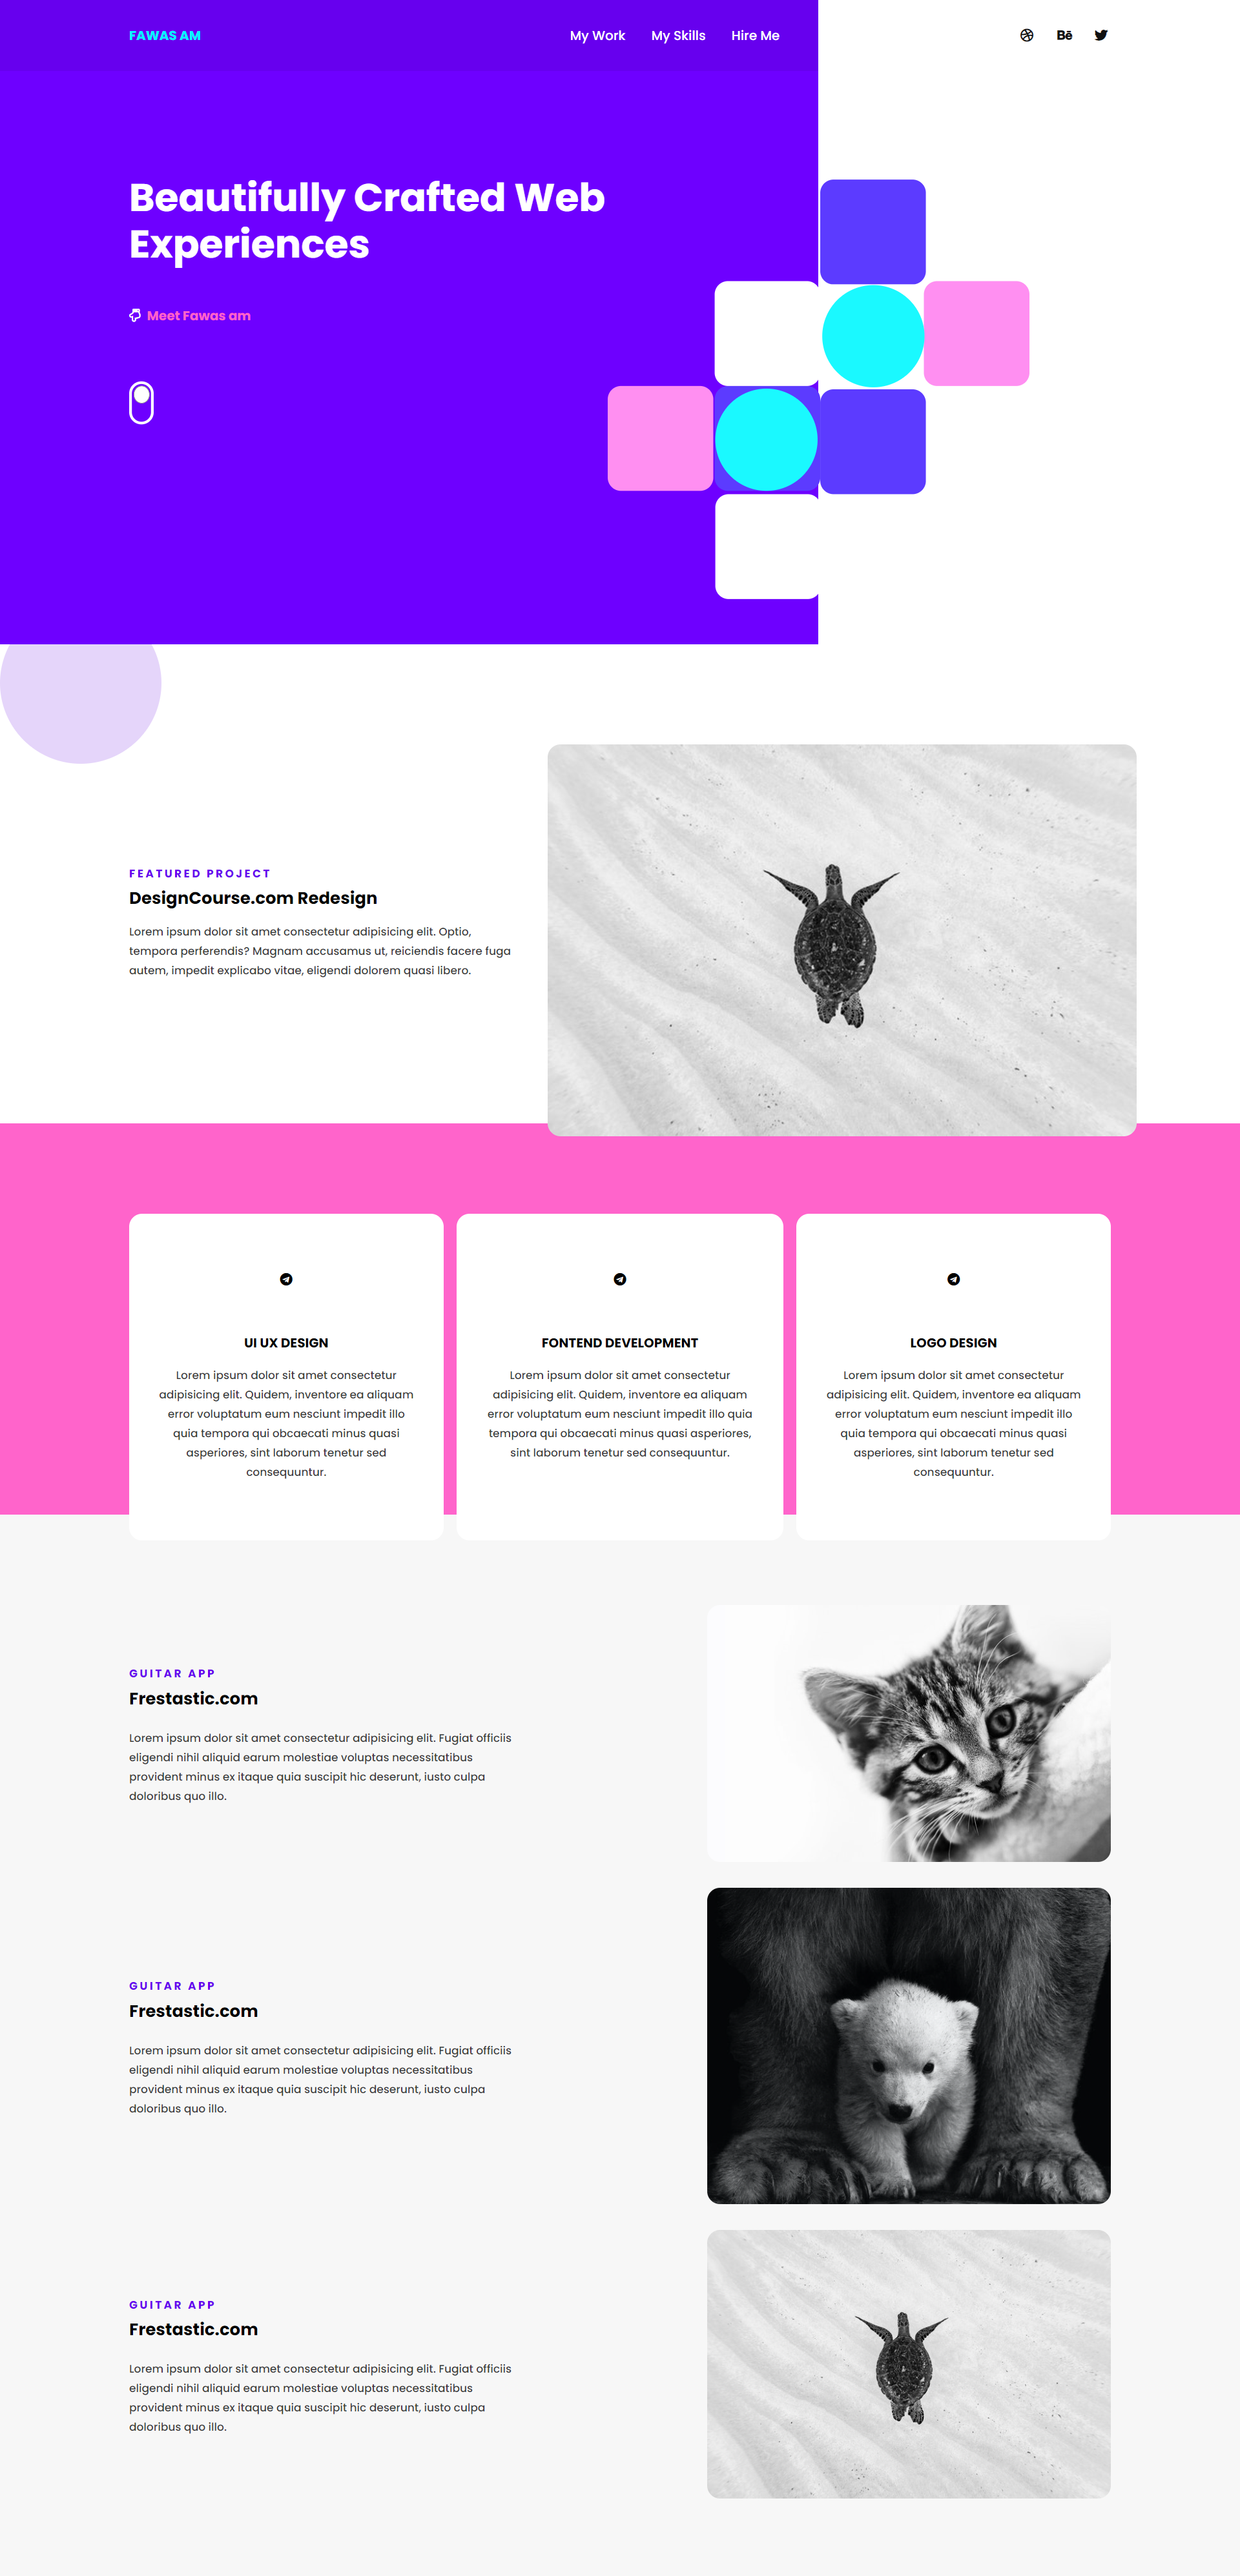 FAWAS AM
My Work My Skills Hire Me
Bē
Beautifully Crafted Web
Experiences
Meet Fawas am
FEATURED PROJECT
DesignCourse.com Redesign
Lorem ipsum dolor sit amet consectetur adipisicing elit. Optio,
tempora perferendis? Magnam accusamus ut, reiciendis facere fuga
autem, impedit explicabo vitae, eligendi dolorem quasi libero.
UI UX DESIGN
Lorem ipsum dolor sit amet consectetur
adipisicing elit. Quidem, inventore ea aliquam
error voluptatum eum nesciunt impedit illo
quia tempora qui obcaecati minus quasi
asperiores, sint laborum tenetur sed
consequuntur.
FONTEND DEVELOPMENT
Lorem ipsum dolor sit amet consectetur
adipisicing elit. Quidem, inventore ea aliquam
error voluptatum eum nesciunt impedit illo quia
tempora qui obcaecati minus quasi asperiores,
sint laborum tenetur sed consequuntur.
LOGO DESIGN
Lorem ipsum dolor sit amet consectetur
adipisicing elit. Quidem, inventore ea aliquam
error voluptatum eum nesciunt impedit illo
quia tempora qui obcaecati minus quasi
asperiores, sint laborum tenetur sed
consequuntur.
GUITAR APP
Frestastic.com
Lorem ipsum dolor sit amet consectetur adipisicing elit. Fugiat officiis
eligendi nihil aliquid earum molestiae voluptas necessitatibus
provident minus ex itaque quia suscipit hic deserunt, iusto culpa
doloribus quo illo.
GUITAR APP
Frestastic.com
Lorem ipsum dolor sit amet consectetur adipisicing elit. Fugiat officiis
eligendi nihil aliquid earum molestiae voluptas necessitatibus
provident minus ex itaque quia suscipit hic deserunt, iusto culpa
doloribus quo illo.
GUITAR APP
Frestastic.com
Lorem ipsum dolor sit amet consectetur adipisicing elit. Fugiat officiis
eligendi nihil aliquid earum molestiae voluptas necessitatibus
provident minus ex itaque quia suscipit hic deserunt, iusto culpa
doloribus quo illo.